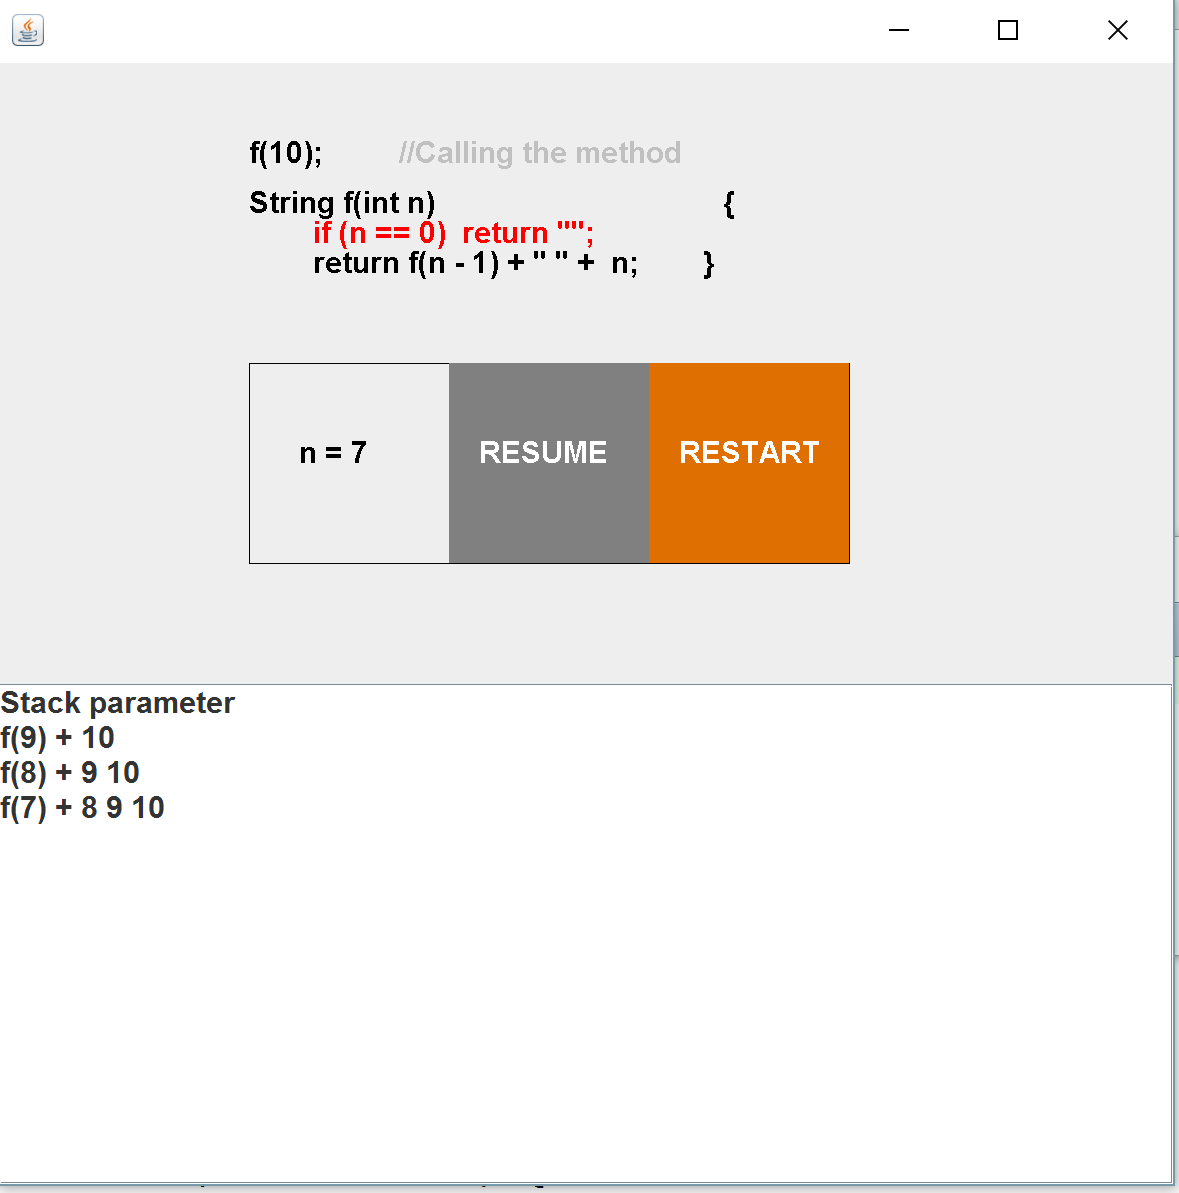 f(10); //Calling the method
String f(int n) {
if (n == 0) return "";
return f(n - 1) + " " + n; }
n = 7 RESUME RESTART
Stack parameter
f(9) + 10
f(8) + 9 10
f(7) + 8 9 10